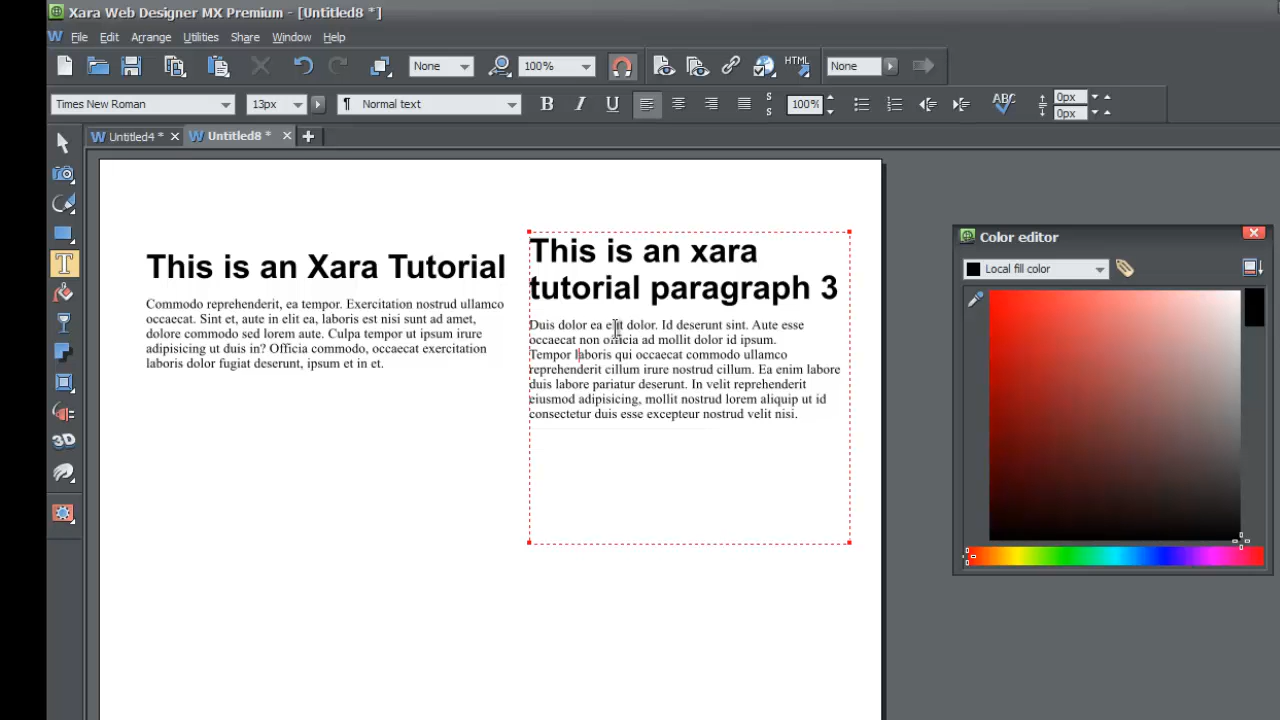 Xara Web Designer MX Premium - [Untitled8 *]
File Edit Arrange Utilities Share Window Help
None 100% HTML None
Times New Roman 13px ¶ Normal text B I U S S 100% ABC 0px
0px
Untitled4 * Untitled8 *
T
3D
This is an Xara Tutorial
Commodo reprehenderit, ea tempor. Exercitation nostrud ullamco
occaecat. Sint et, aute in elit ea, laboris est nisi sunt ad amet,
dolore commodo sed lorem aute. Culpa tempor ut ipsum irure
adipisicing ut duis in? Officia commodo, occaecat exercitation
laboris dolor fugiat deserunt, ipsum et in et.
This is an xara
tutorial paragraph 3
Duis dolor ea elit dolor. Id deserunt sint. Aute esse
occaecat non officia ad mollit dolor id ipsum.
Tempor laboris qui occaecat commodo ullamco
reprehenderit cillum irure nostrud cillum. Ea enim labore
duis labore pariatur deserunt. In velit reprehenderit
eiusmod adipisicing, mollit nostrud lorem aliquip ut id
consectetur duis esse excepteur nostrud velit nisi.
Color editor
Local fill color